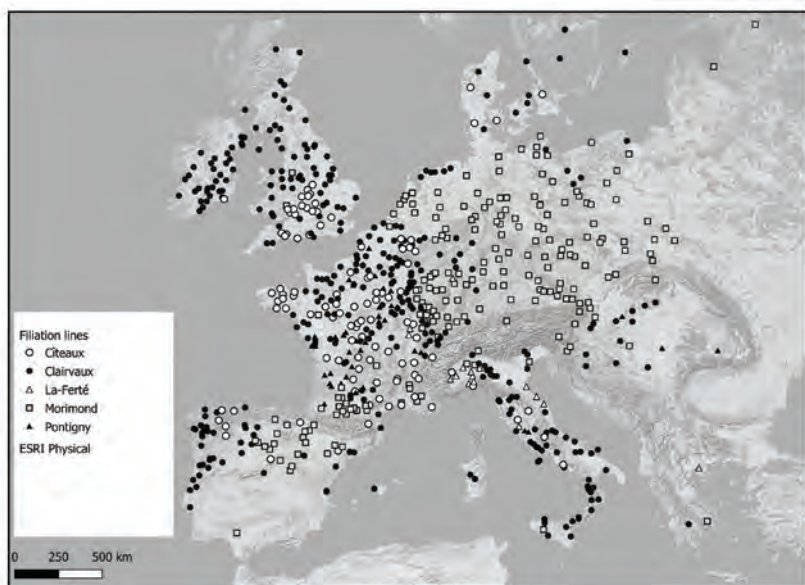 Filiation lines
Cîteaux
Clairvaux
La-Ferté
Morimond
Pontigny
ESRI Physical
0 250 500 km